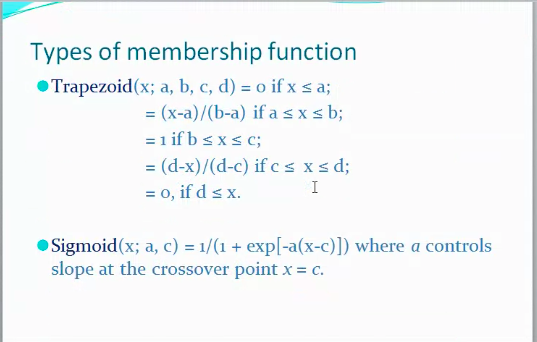 Types of membership function
Trapezoid(x; a, b, c, d) = 0 if x ≤ a;
= (x-a)/(b-a) if a ≤ x ≤ b;
= 1 if b ≤ x ≤ c;
= (d-x)/(d-c) if c ≤ x ≤ d;
= 0, if d ≤ x.
Sigmoid(x; a, c) = 1/(1 + exp[-a(x-c)]) where a controls
slope at the crossover point x = c.